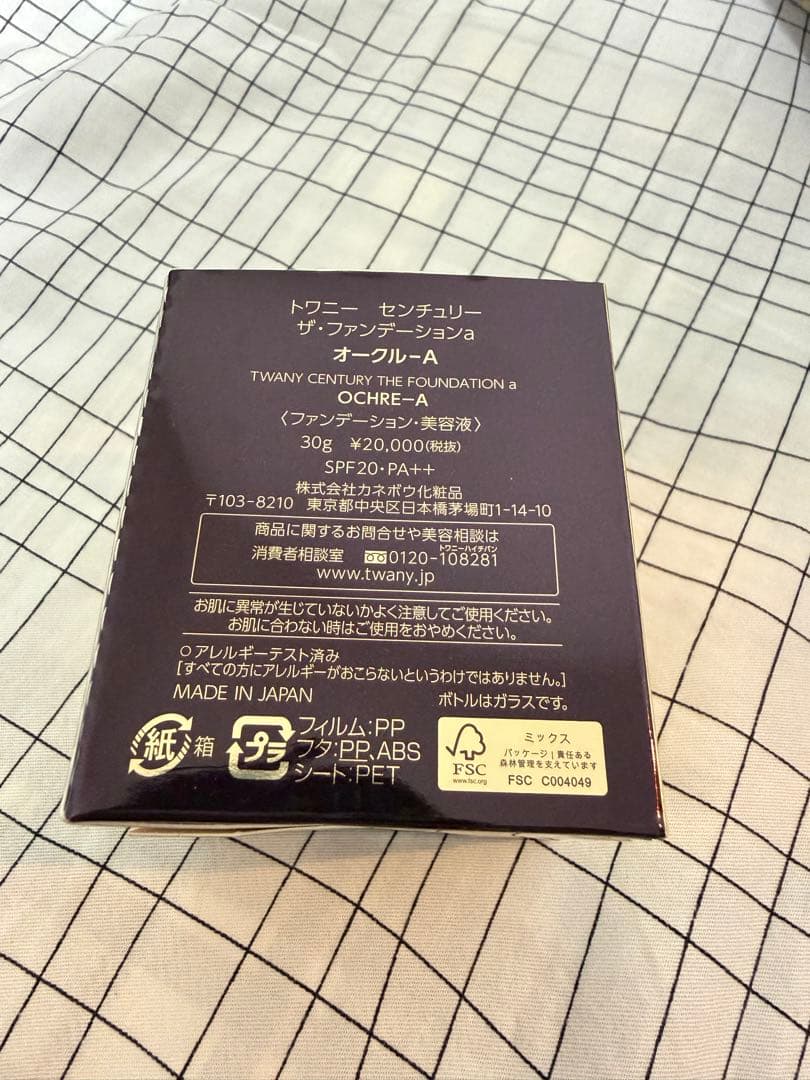 トワニー センチュリー
ザ・ファンデーションa
オークル-A
TWANY CENTURY THE FOUNDATION a
OCHRE-A
〈ファンデーション・美容液〉
30g ¥20,000(税抜)
SPF20・PA++
株式会社カネボウ化粧品
〒103-8210 東京都中央区日本橋茅場町1-14-10
商品に関するお問合せや美容相談は
トワニーハイチバン
消費者相談室 0120-108281
www.twany.jp
お肌に異常が生じていないかよく注意してご使用ください。
お肌に合わない時はご使用をおやめください。
○アレルギーテスト済み
[すべての方にアレルギーがおこらないというわけではありません。]
MADE IN JAPAN ボトルはガラスです。
紙 箱 プラ
フィルム:PP
フタ:PP、ABS
シート:PET
FSC
www.fsc.org
ミックス
パッケージ|責任ある
森林管理を支えています
FSC C004049